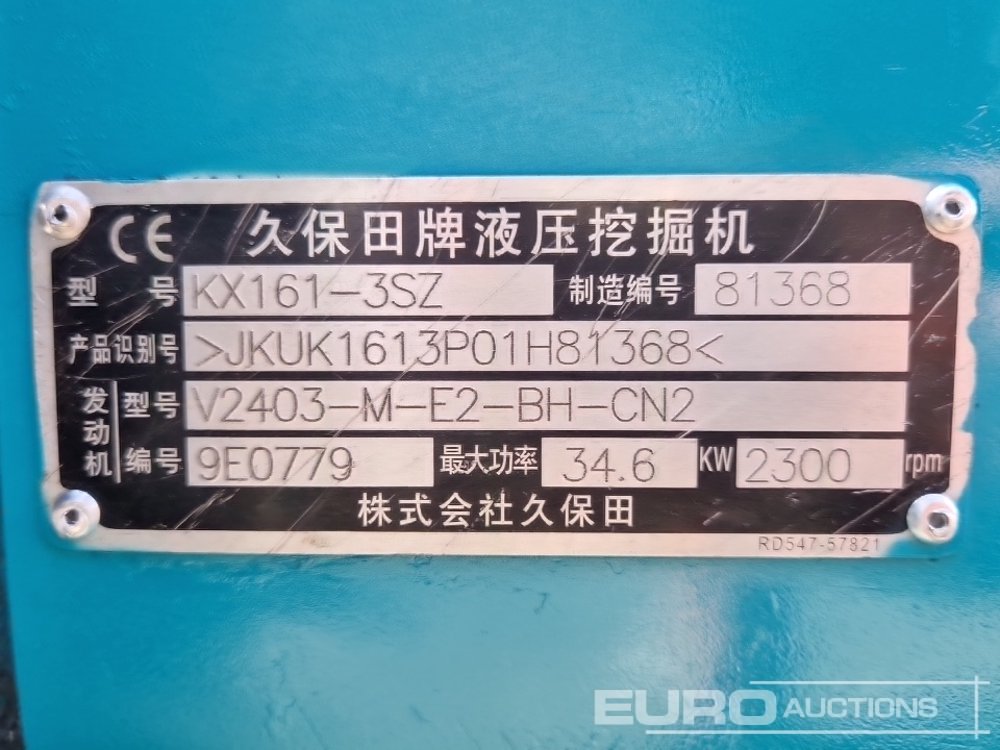 CE 久保田牌液压挖掘机
型号 KX161-3SZ 制造编号 81368
产品识别号 >JKUK1613P01H81368<
发动机 型号 V2403-M-E2-BH-CN2
编号 9E0779 最大功率 34.6 KW 2300 rpm
株式会社久保田
RD547-57821
EURO AUCTIONS